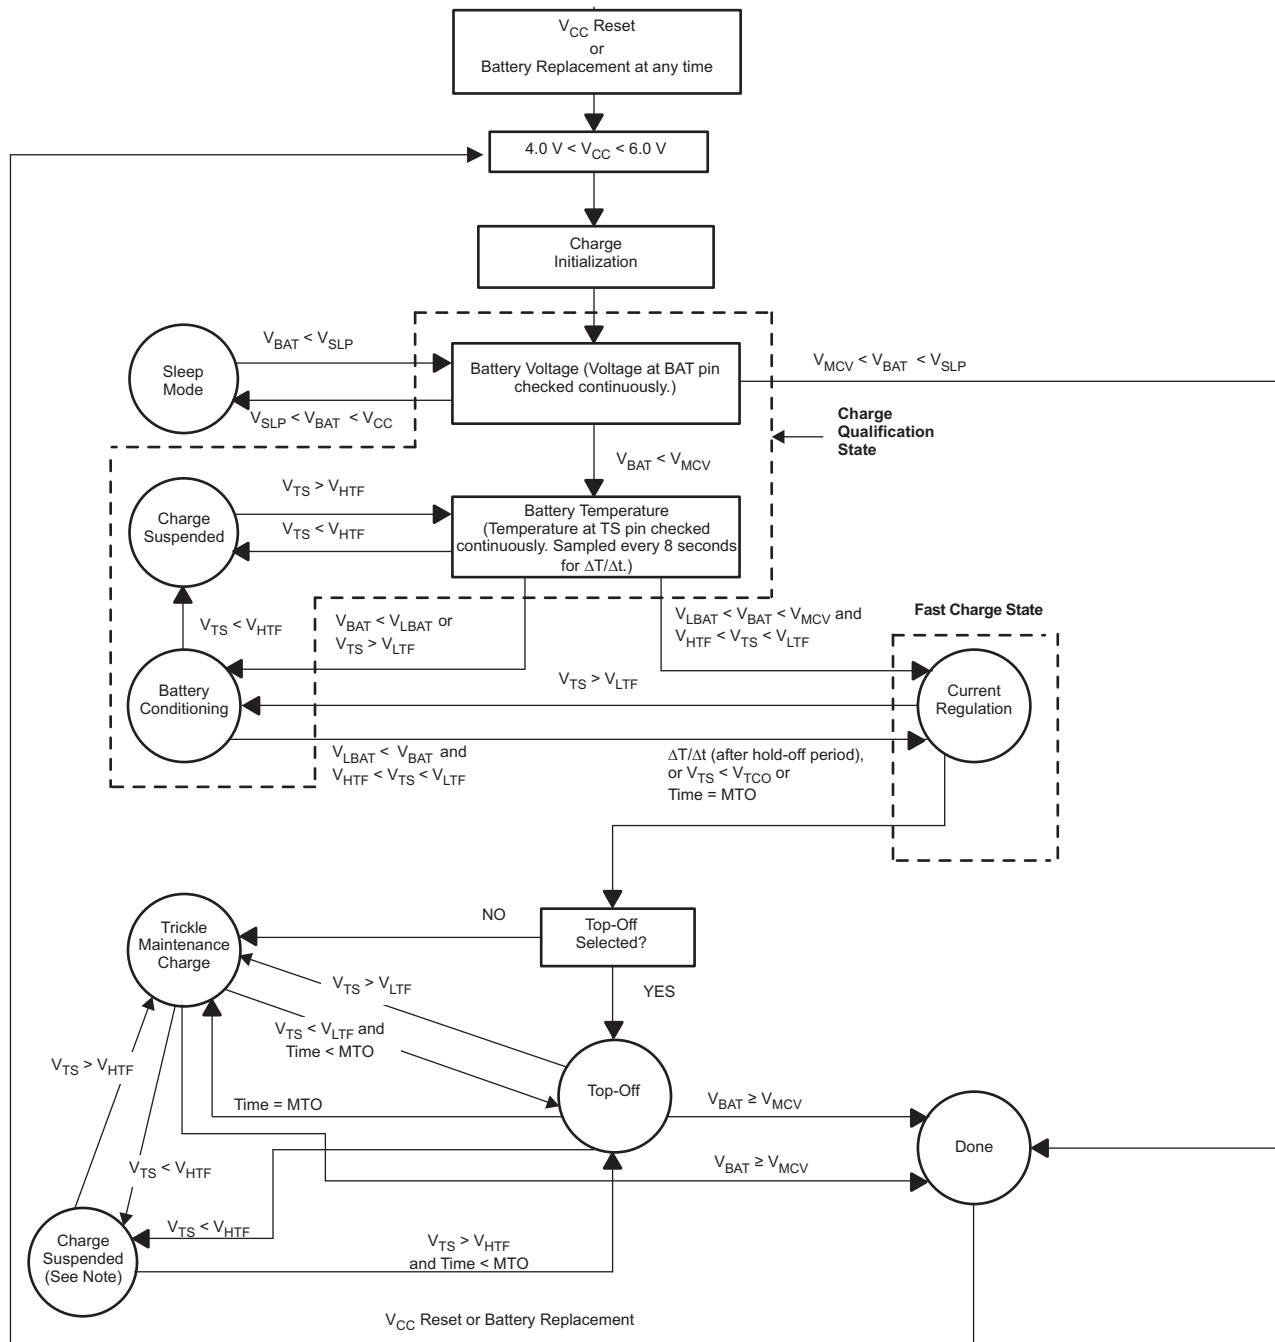 V_CC Reset
or
Battery Replacement at any time
4.0 V < V_CC < 6.0 V
Charge
Initialization
V_BAT < V_SLP
Sleep
Mode
V_SLP < V_BAT < V_CC
Battery Voltage (Voltage at BAT pin
checked continuously.)
V_MCV < V_BAT < V_SLP
Charge
Qualification
State
V_BAT < V_MCV
V_TS > V_HTF
Charge
Suspended
V_TS < V_HTF
Battery Temperature
(Temperature at TS pin checked
continuously. Sampled every 8 seconds
for ΔT/Δt.)
V_TS < V_HTF
V_BAT < V_LBAT or
V_TS > V_LTF
V_LBAT < V_BAT < V_MCV and
V_HTF < V_TS < V_LTF
Fast Charge State
Battery
Conditioning
V_TS > V_LTF
Current
Regulation
V_LBAT < V_BAT and
V_HTF < V_TS < V_LTF
ΔT/Δt (after hold-off period),
or V_TS < V_TCO or
Time = MTO
NO
Top-Off
Selected?
YES
Trickle
Maintenance
Charge
V_TS > V_LTF
V_TS < V_LTF and
Time < MTO
V_TS > V_HTF
Time = MTO
Top-Off
V_BAT ≥ V_MCV
Done
V_BAT ≥ V_MCV
V_TS < V_HTF
V_TS < V_HTF
Charge
Suspended
(See Note)
V_TS > V_HTF
and Time < MTO
V_CC Reset or Battery Replacement